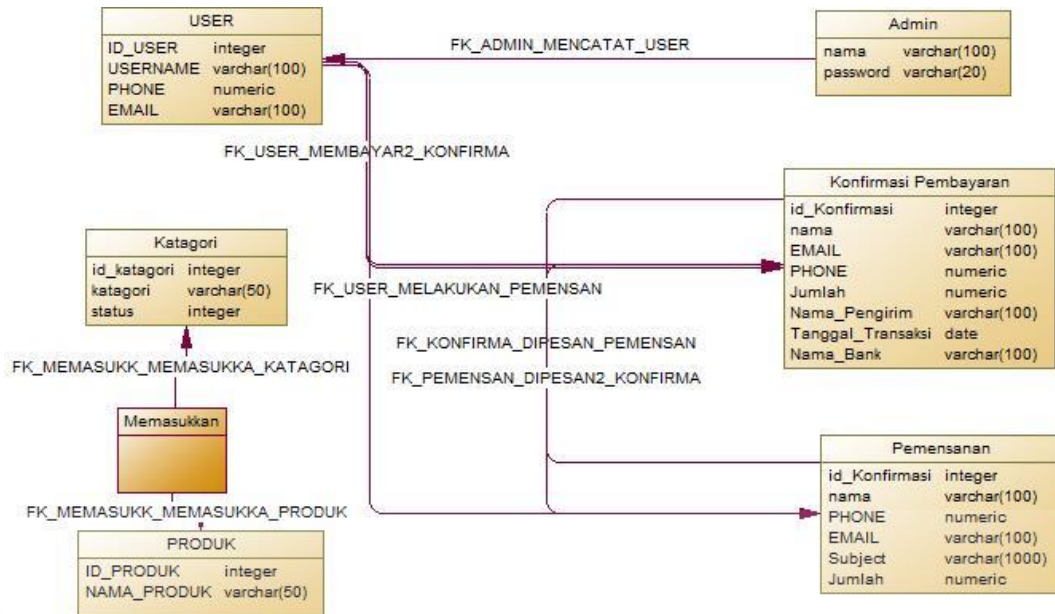 USER
ID_USER integer
USERNAME varchar(100)
PHONE numeric
EMAIL varchar(100)
FK_ADMIN_MENCATAT_USER
Admin
nama varchar(100)
password varchar(20)
FK_USER_MEMBAYAR2_KONFIRMA
Konfirmasi Pembayaran
id_Konfirmasi integer
nama varchar(100)
EMAIL varchar(100)
PHONE numeric
Jumlah numeric
Nama_Pengirim varchar(100)
Tanggal_Transaksi date
Nama_Bank varchar(100)
Katagori
id_katagori integer
katagori varchar(50)
status integer
FK_USER_MELAKUKAN_PEMENSAN
FK_KONFIRMA_DIPESAN_PEMENSAN
FK_PEMENSAN_DIPESAN2_KONFIRMA
FK_MEMASUKK_MEMASUKKA_KATAGORI
Memasukkan
FK_MEMASUKK_MEMASUKKA_PRODUK
PRODUK
ID_PRODUK integer
NAMA_PRODUK varchar(50)
Pemensanan
id_Konfirmasi integer
nama varchar(100)
PHONE numeric
EMAIL varchar(100)
Subject varchar(1000)
Jumlah numeric